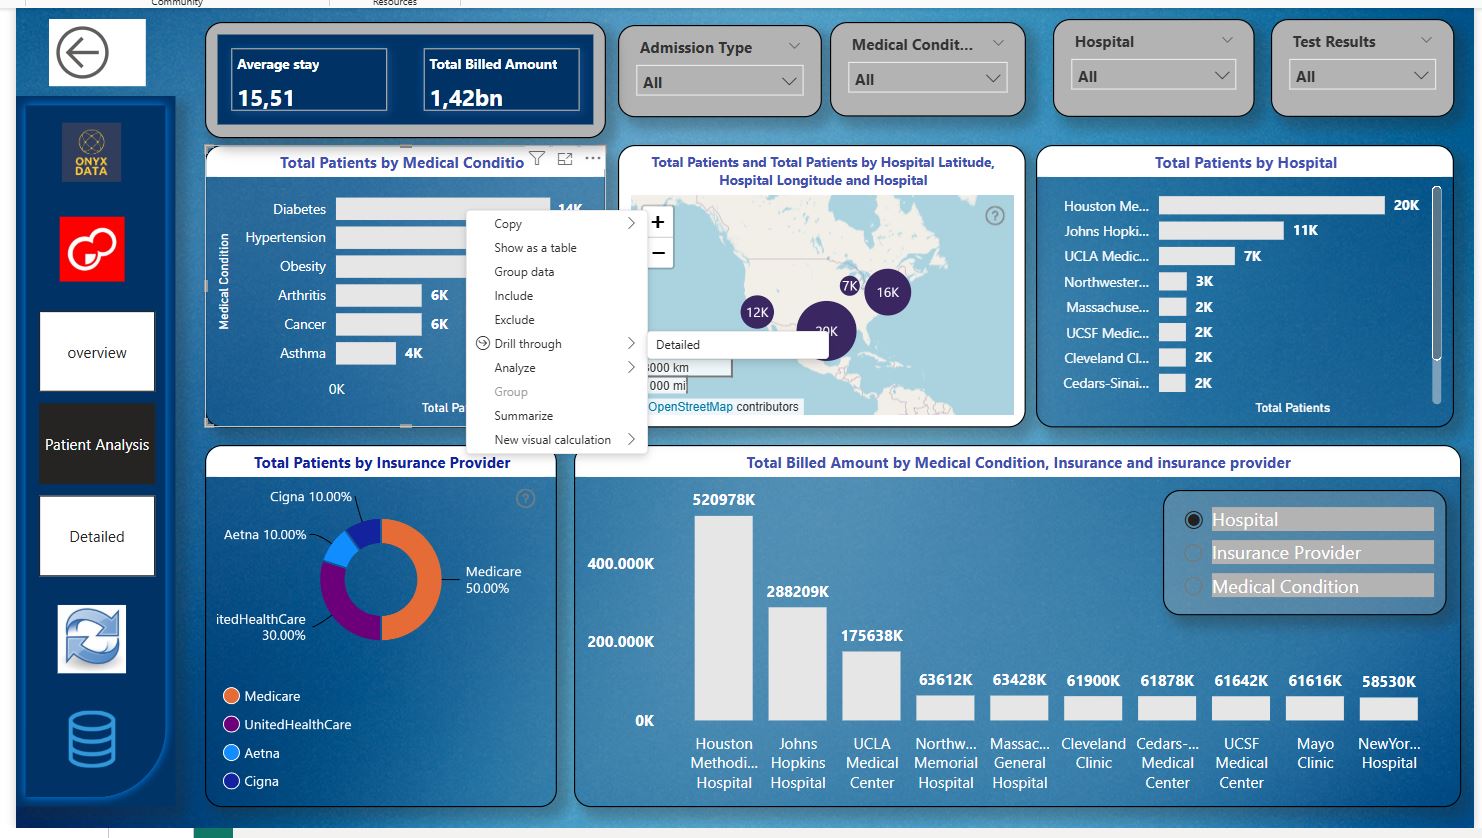 Community
Resources
Average stay
15,51
Total Billed Amount
1,42bn
Admission Type
All
Medical Condit...
All
Hospital
All
Test Results
All
ONYX
DATA
overview
Patient Analysis
Detailed
Total Patients by Medical Conditio
Medical Condition
Diabetes
14K
Hypertension
Obesity
Arthritis
6K
Cancer
6K
Asthma
4K
0K
Total Pa
Copy
Show as a table
Group data
Include
Exclude
Drill through
Analyze
Group
Summarize
New visual calculation
Detailed
Total Patients and Total Patients by Hospital Latitude,
Hospital Longitude and Hospital
+
−
?
7K
16K
12K
20K
000 km
000 mi
OpenStreetMap contributors
Total Patients by Hospital
Houston Me...
20K
Johns Hopki...
11K
UCLA Medic...
7K
Northwester...
3K
Massachuse...
2K
UCSF Medic...
2K
Cleveland Cl...
2K
Cedars-Sinai...
2K
Total Patients
Total Patients by Insurance Provider
?
Cigna 10.00%
Aetna 10.00%
Medicare
50.00%
itedHealthCare
30.00%
Medicare
UnitedHealthCare
Aetna
Cigna
Total Billed Amount by Medical Condition, Insurance and insurance provider
Hospital
Insurance Provider
Medical Condition
400.000K
200.000K
0K
520978K
288209K
175638K
63612K
63428K
61900K
61878K
61642K
61616K
58530K
Houston
Methodi...
Hospital
Johns
Hopkins
Hospital
UCLA
Medical
Center
Northw...
Memorial
Hospital
Massac...
General
Hospital
Cleveland
Clinic
Cedars-...
Medical
Center
UCSF
Medical
Center
Mayo
Clinic
NewYor...
Hospital